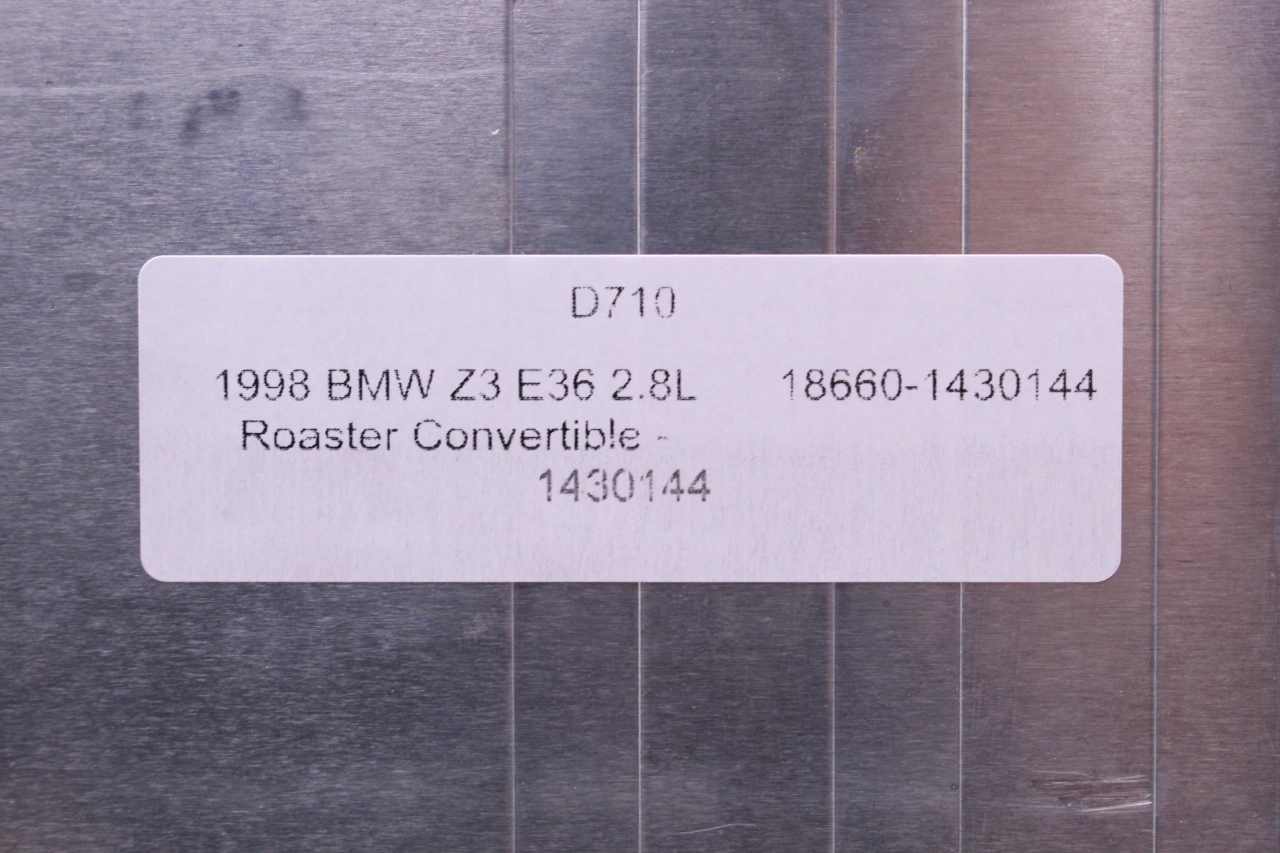 D710
1998 BMW Z3 E36 2.8L 18660-1430144
Roaster Convertible -
1430144